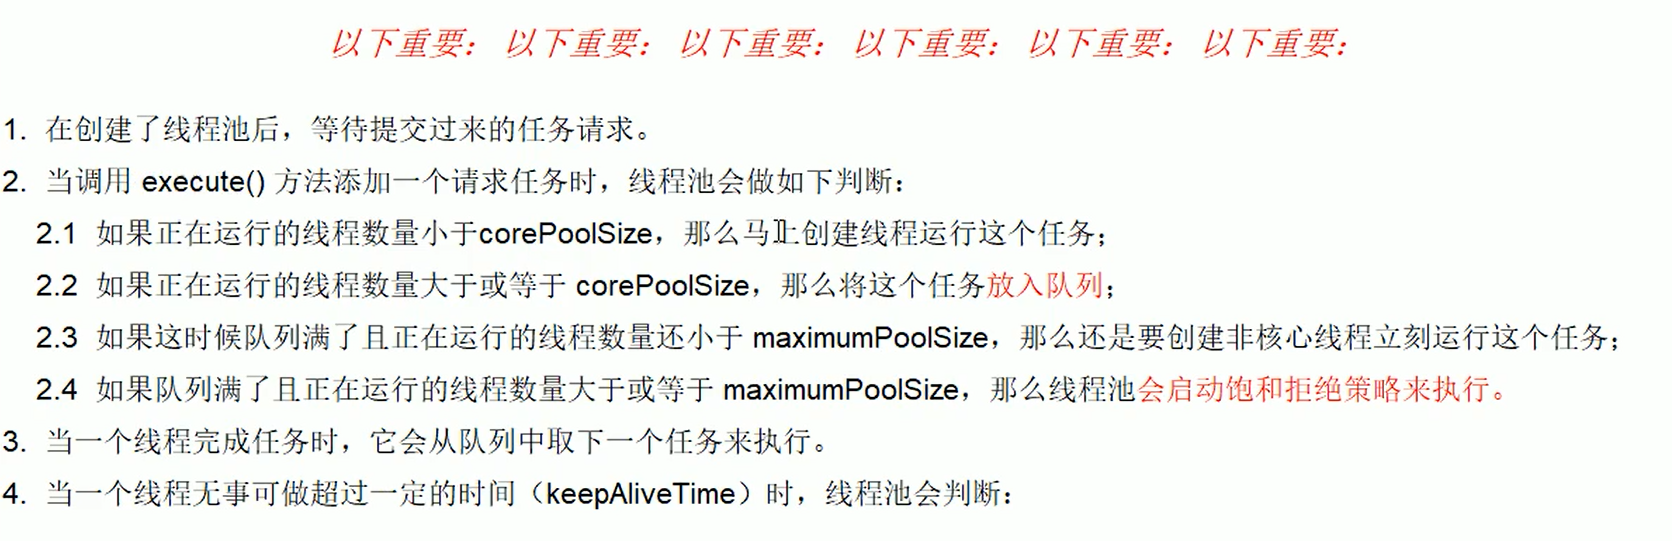 以下重要： 以下重要： 以下重要： 以下重要： 以下重要： 以下重要：
1. 在创建了线程池后，等待提交过来的任务请求。
2. 当调用 execute() 方法添加一个请求任务时，线程池会做如下判断：
2.1 如果正在运行的线程数量小于corePoolSize，那么马上创建线程运行这个任务；
2.2 如果正在运行的线程数量大于或等于 corePoolSize，那么将这个任务放入队列；
2.3 如果这时候队列满了且正在运行的线程数量还小于 maximumPoolSize，那么还是要创建非核心线程立刻运行这个任务；
2.4 如果队列满了且正在运行的线程数量大于或等于 maximumPoolSize，那么线程池会启动饱和拒绝策略来执行。
3. 当一个线程完成任务时，它会从队列中取下一个任务来执行。
4. 当一个线程无事可做超过一定的时间（keepAliveTime）时，线程池会判断：